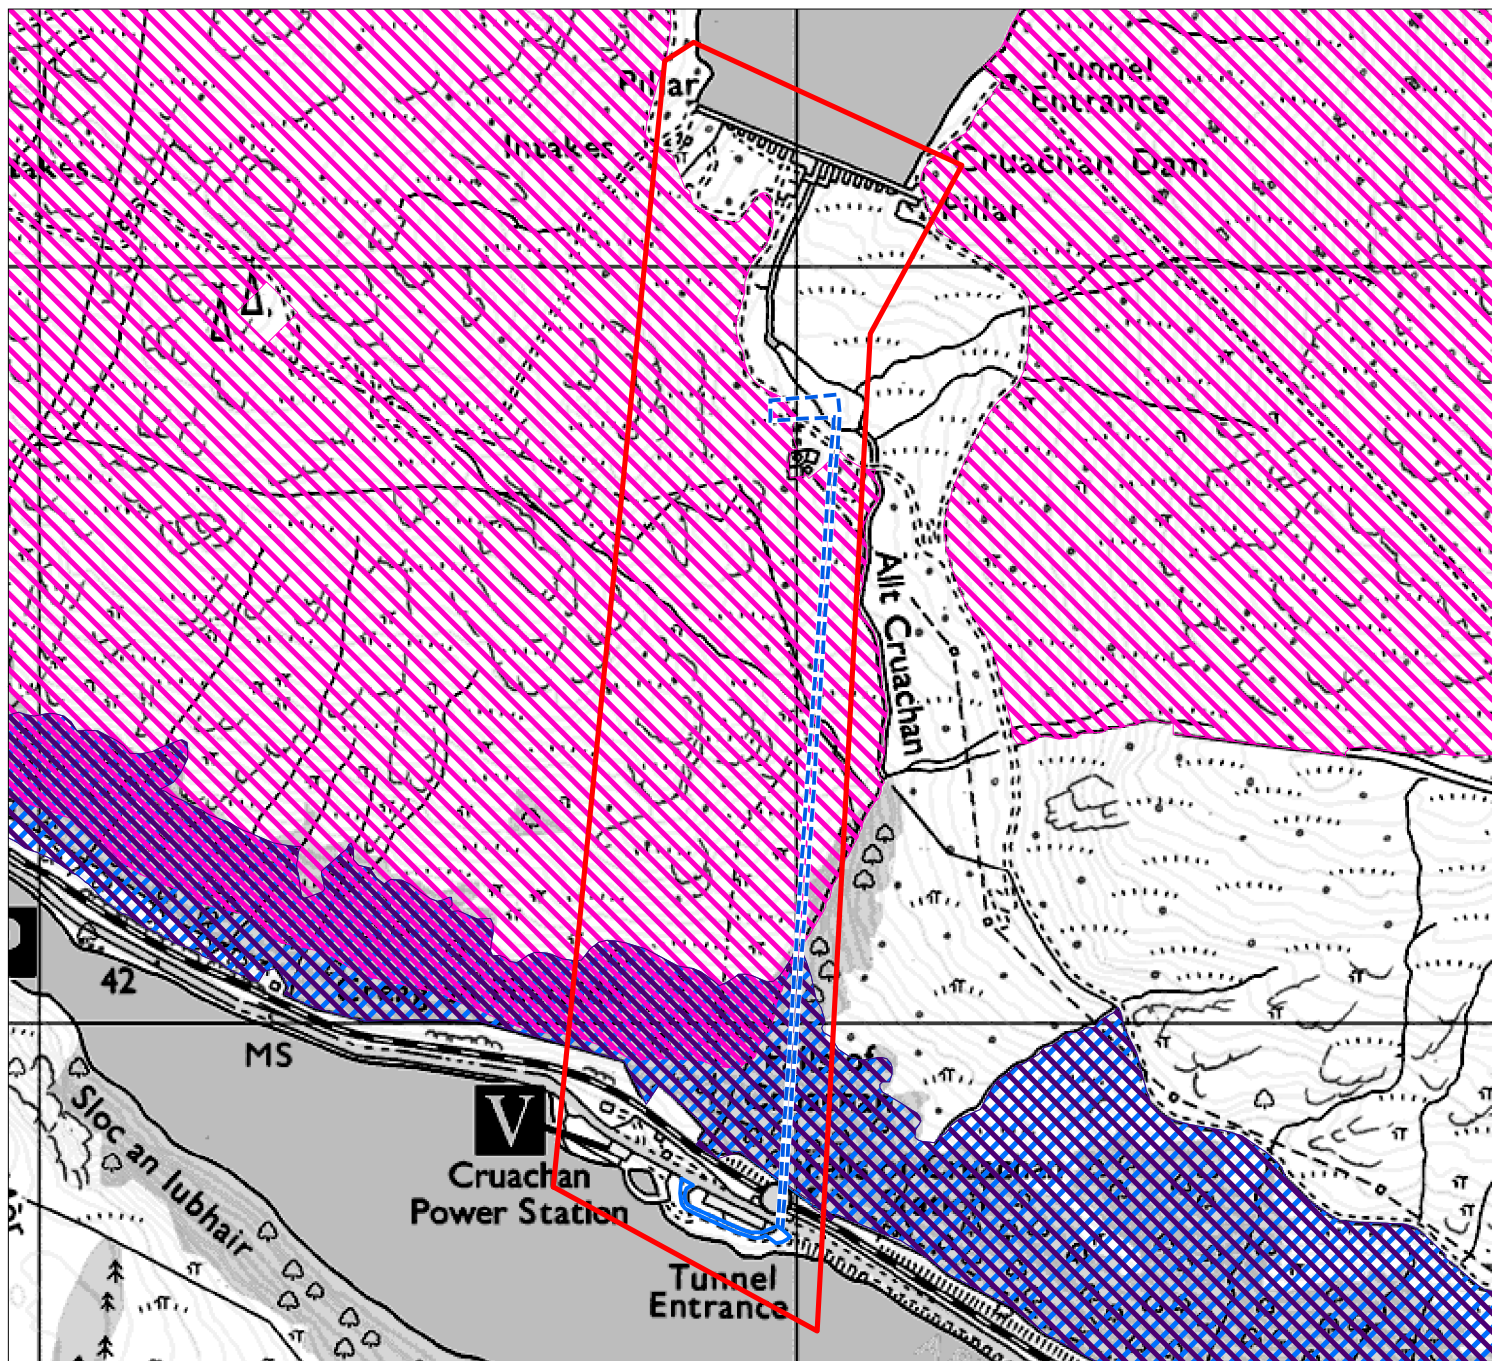 Tunnel
Entrance
Pillar
Intakes
Cruachan Dam
Pillar
Allt Cruachan
42
MS
V
Cruachan
Power Station
Sloc an Iubhair
Tunnel
Entrance